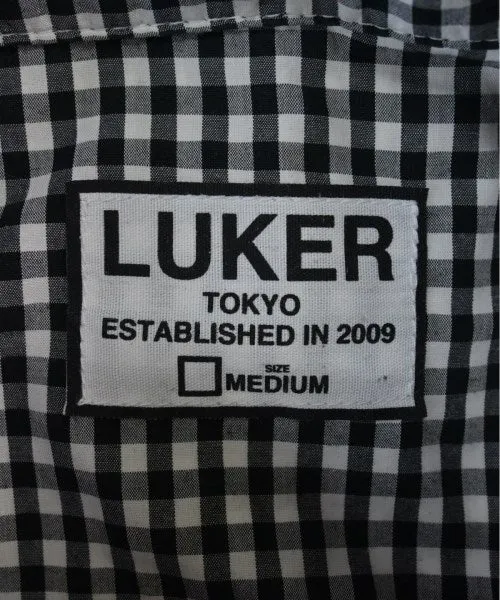 LUKER
TOKYO
ESTABLISHED IN 2009
SIZE
MEDIUM